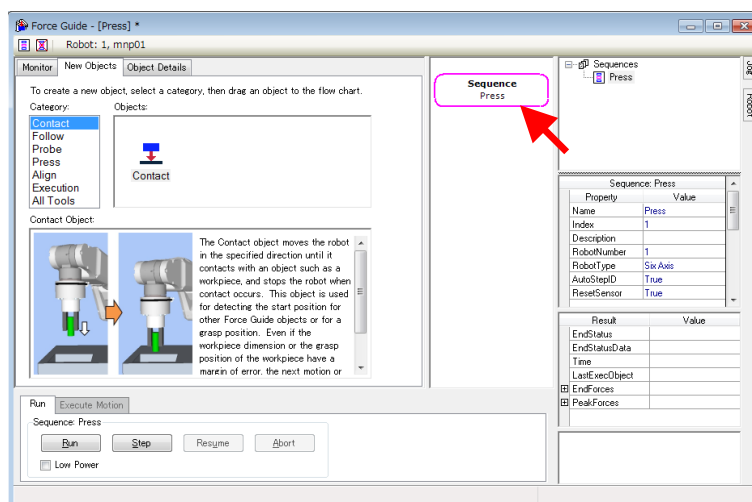 Force Guide - [Press] *
Robot: 1, mnp01
Monitor New Objects Object Details
To create a new object, select a category, then drag an object to the flow chart.
Category: Objects:
Contact
Follow
Probe
Press
Align
Execution
All Tools
Contact
Contact Object:
The Contact object moves the robot
in the specified direction until it
contacts with an object such as a
workpiece, and stops the robot when
contact occurs. This object is used
for detecting the start position for
other Force Guide objects or for a
grasp position. Even if the
workpiece dimension or the grasp
position of the workpiece have a
margin of error, the next motion or
Run Execute Motion
Sequence: Press
Run Step Resume Abort
Low Power
Sequence
Press
Sequences
Press
Jog
Robot
Sequence: Press
Property Value
Name Press
Index 1
Description
RobotNumber 1
RobotType Six Axis
AutoStepID True
ResetSensor True
Result Value
EndStatus
EndStatusData
Time
LastExecObject
EndForces
PeakForces